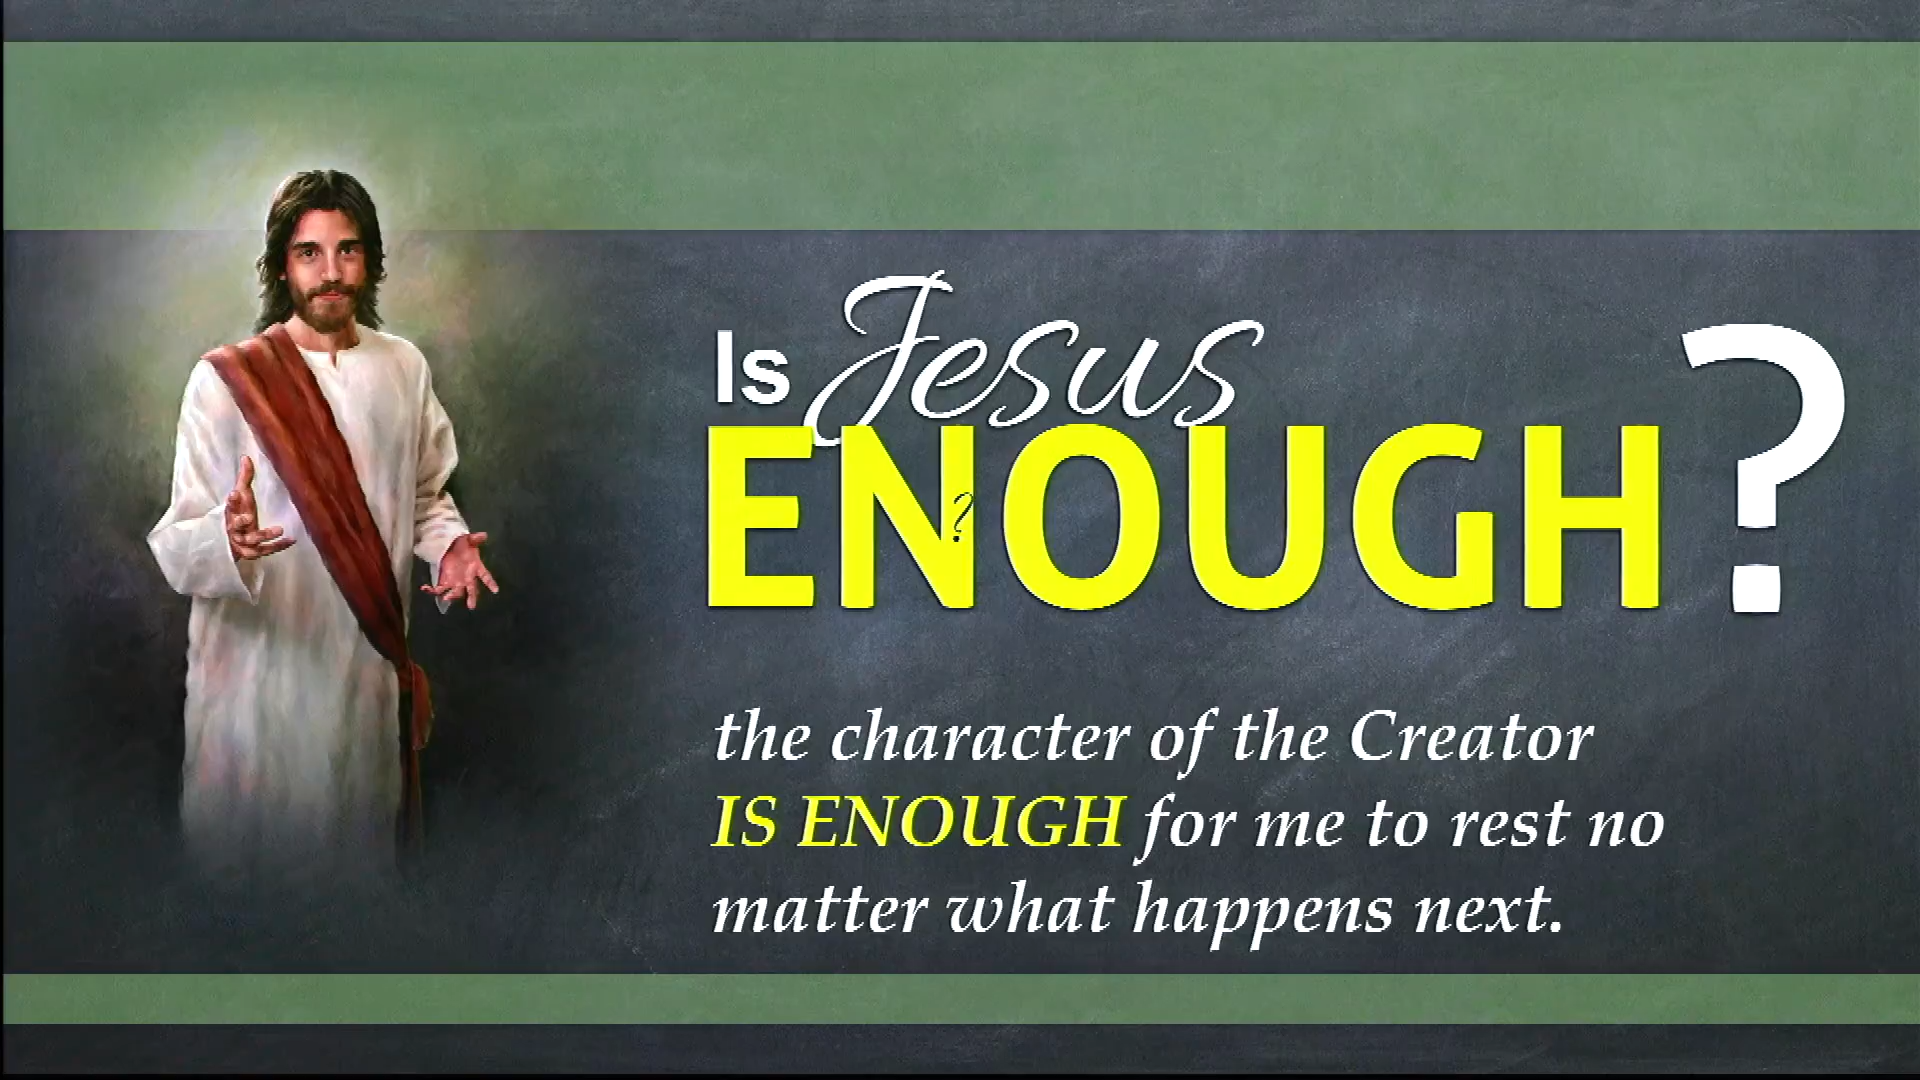 Is Jesus
ENOUGH?
?
the character of the Creator
IS ENOUGH for me to rest no
matter what happens next.